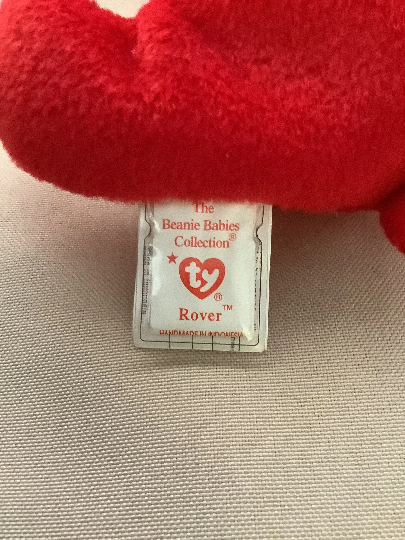 The
Beanie Babies
Collection®
ty®
Rover™
HANDMADE IN INDONESIA